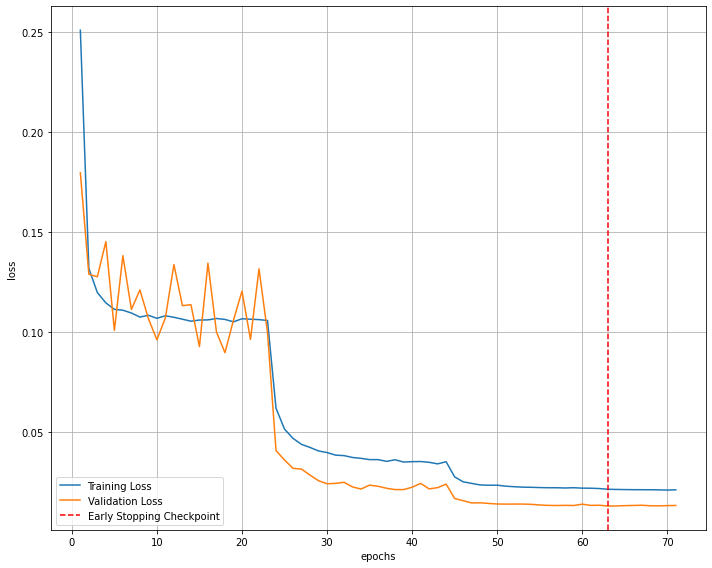 0.25
0.20
0.15
0.10
0.05
loss
Training Loss
Validation Loss
Early Stopping Checkpoint
0 10 20 30 40 50 60 70
epochs